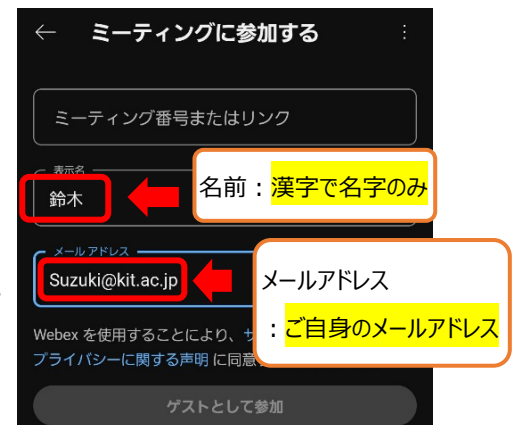 ミーティングに参加する
ミーティング番号またはリンク
表示名
鈴木
名前：漢字で名字のみ
メール アドレス
Suzuki@kit.ac.jp
メールアドレス
：ご自身のメールアドレス
Webex を使用することにより、サ
プライバシーに関する声明 に同意
ゲストとして参加